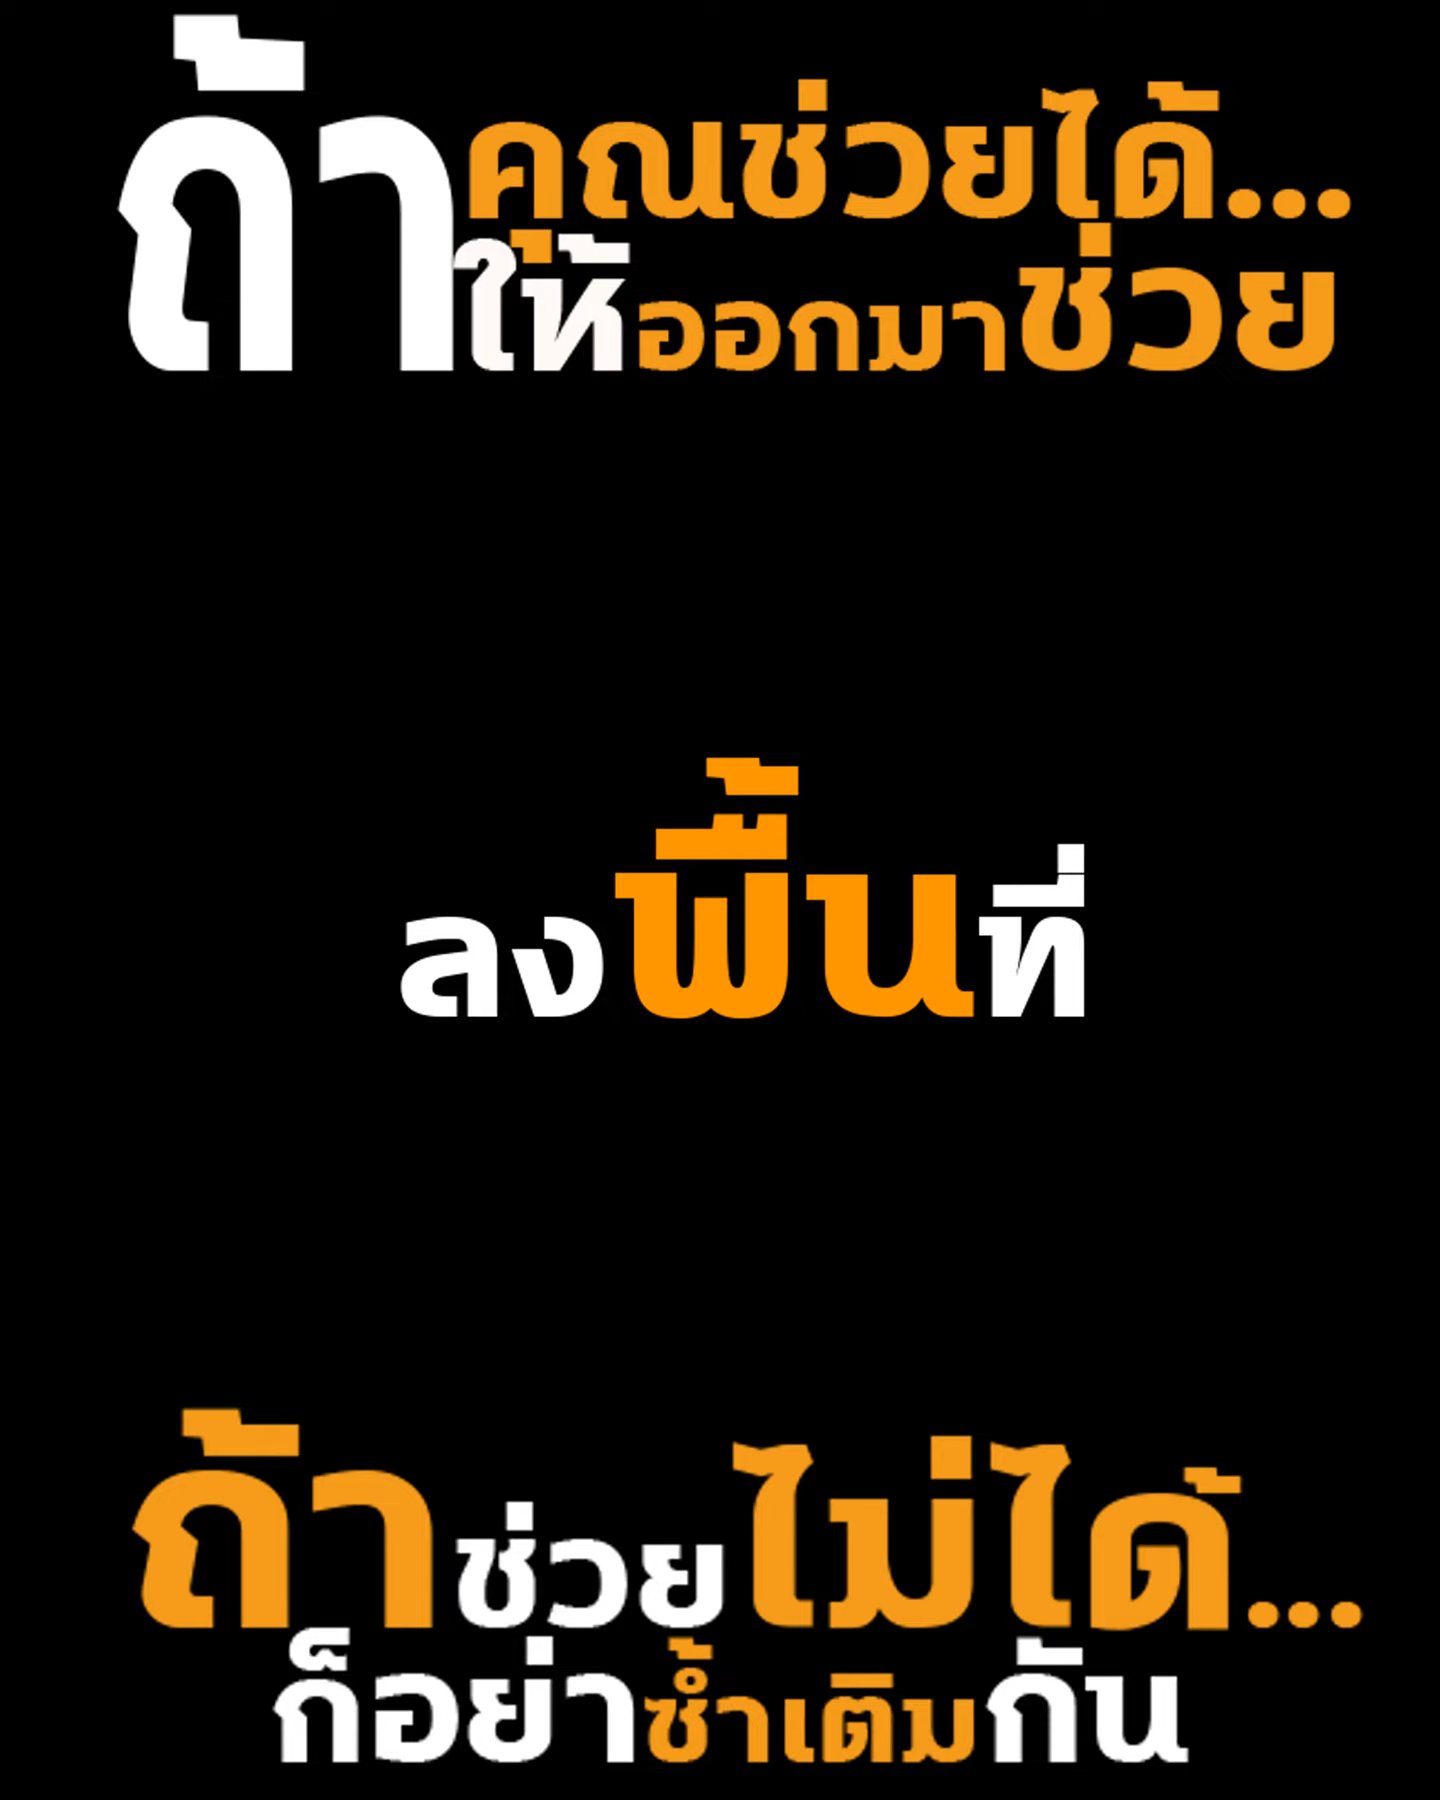 ถ้าคุณช่วยได้...
ให้ออกมาช่วย
ลงพื้นที่
ถ้าช่วยไม่ได้...
ก็อย่าซ้ำเติมกัน